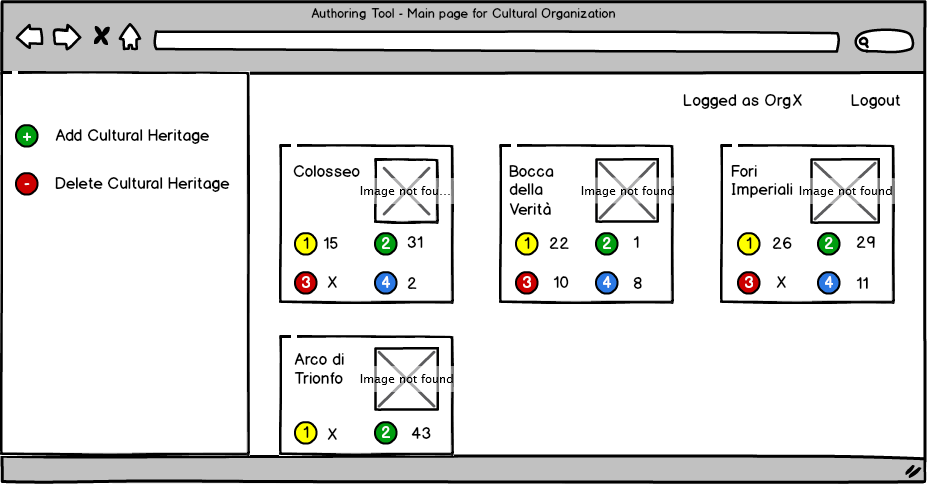 Authoring Tool - Main page for Cultural Organization
Logged as OrgX Logout
+ Add Cultural Heritage
- Delete Cultural Heritage
Colosseo
Image not fou...
1 15 2 31
3 X 4 2
Bocca
della
Verità
Image not found
1 22 2 1
3 10 4 8
Fori
Imperiali
Image not found
1 26 2 29
3 X 4 11
Arco di
Trionfo
Image not found
1 X 2 43